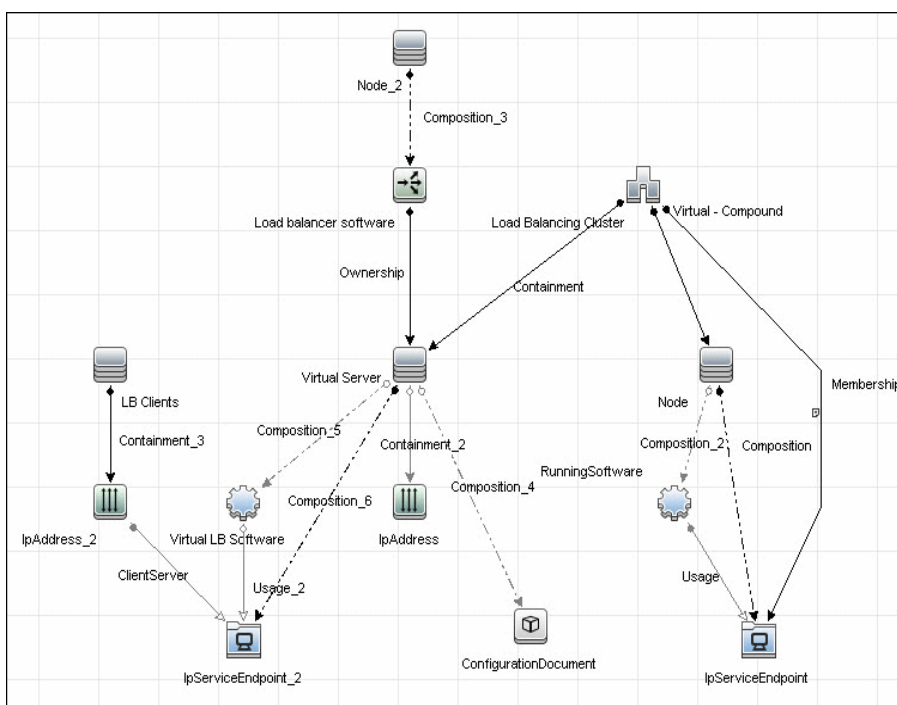 Node_2
Composition_3
Load balancer software
Load Balancing Cluster
Virtual - Compound
Ownership
Containment
Virtual Server
LB Clients
Node
Membership
Containment_3
Composition_5
Containment_2
Composition_2
Composition
Composition_6
Composition_4
RunningSoftware
IpAddress_2
Virtual LB Software
IpAddress
ClientServer
Usage_2
Usage
IpServiceEndpoint_2
ConfigurationDocument
IpServiceEndpoint